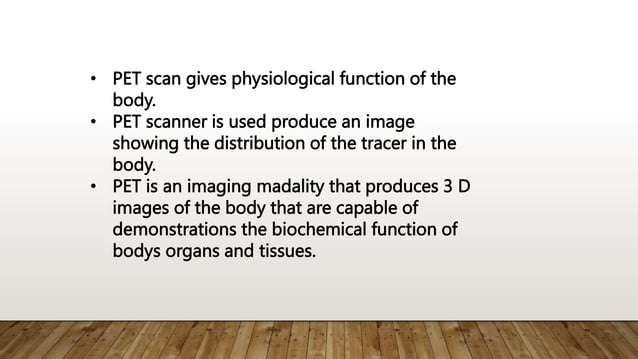 • PET scan gives physiological function of the
body.
• PET scanner is used produce an image
showing the distribution of the tracer in the
body.
• PET is an imaging madality that produces 3 D
images of the body that are capable of
demonstrations the biochemical function of
bodys organs and tissues.